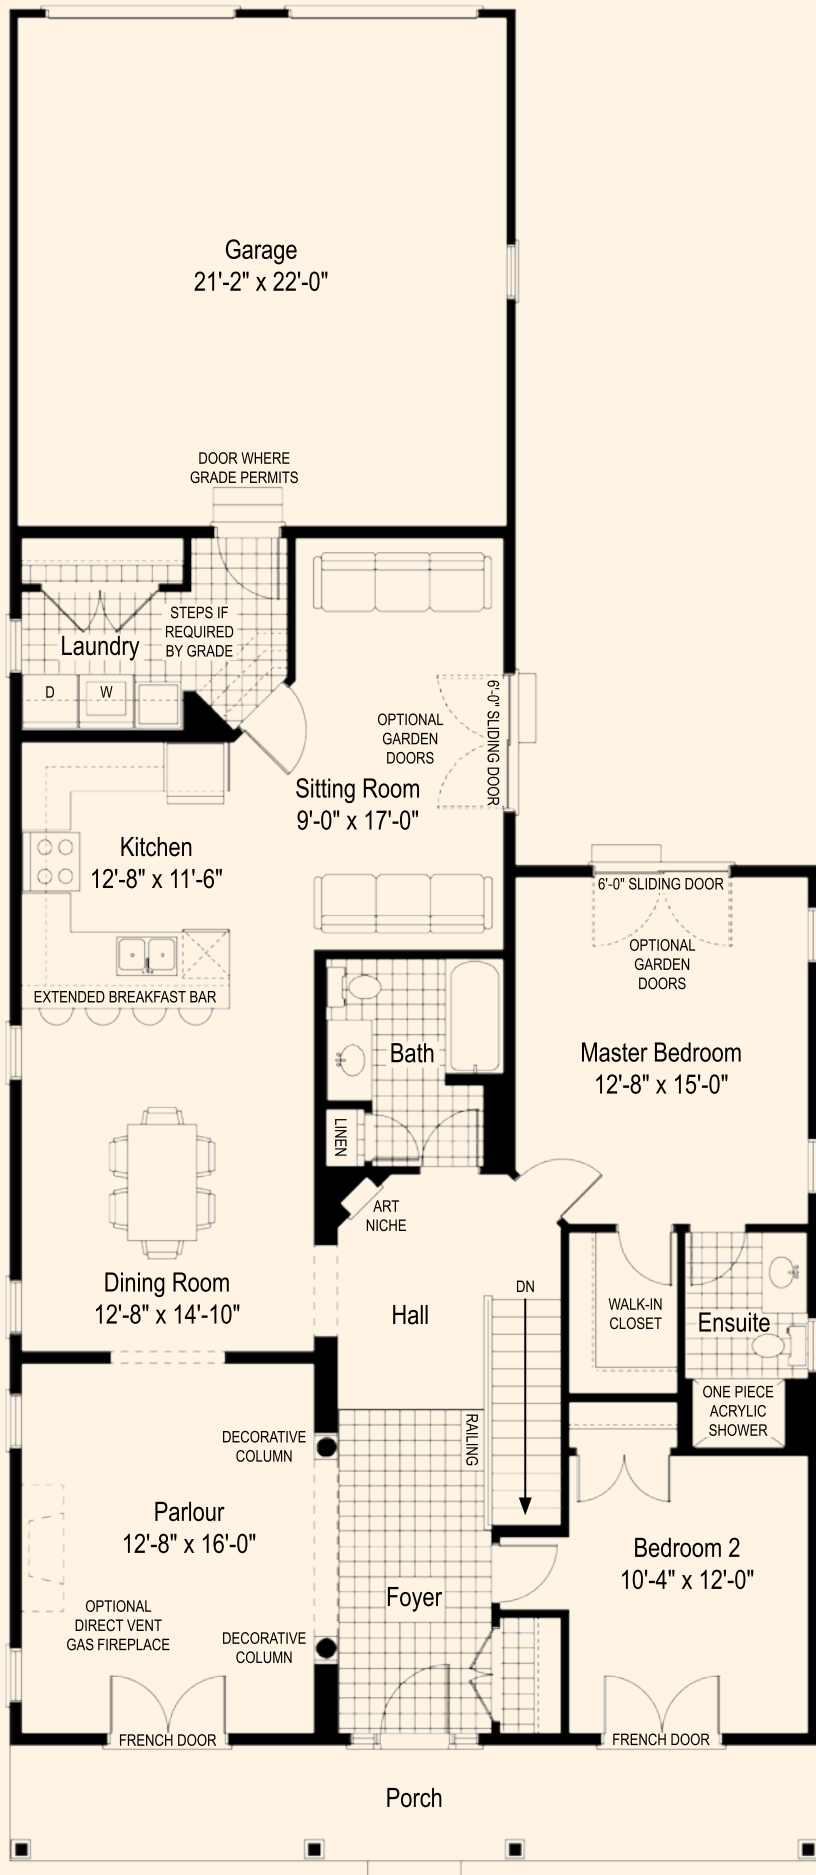 Garage
21'-2" x 22'-0"
DOOR WHERE
GRADE PERMITS
STEPS IF
REQUIRED
BY GRADE
Laundry
D
W
OPTIONAL
GARDEN
DOORS
6'-0" SLIDING DOOR
Sitting Room
9'-0" x 17'-0"
Kitchen
12'-8" x 11'-6"
EXTENDED BREAKFAST BAR
6'-0" SLIDING DOOR
OPTIONAL
GARDEN
DOORS
Bath
Master Bedroom
12'-8" x 15'-0"
LINEN
ART
NICHE
Dining Room
12'-8" x 14'-10"
Hall
DN
WALK-IN
CLOSET
Ensuite
ONE PIECE
ACRYLIC
SHOWER
DECORATIVE
COLUMN
RAILING
Parlour
12'-8" x 16'-0"
Bedroom 2
10'-4" x 12'-0"
Foyer
OPTIONAL
DIRECT VENT
GAS FIREPLACE
DECORATIVE
COLUMN
FRENCH DOOR
FRENCH DOOR
Porch